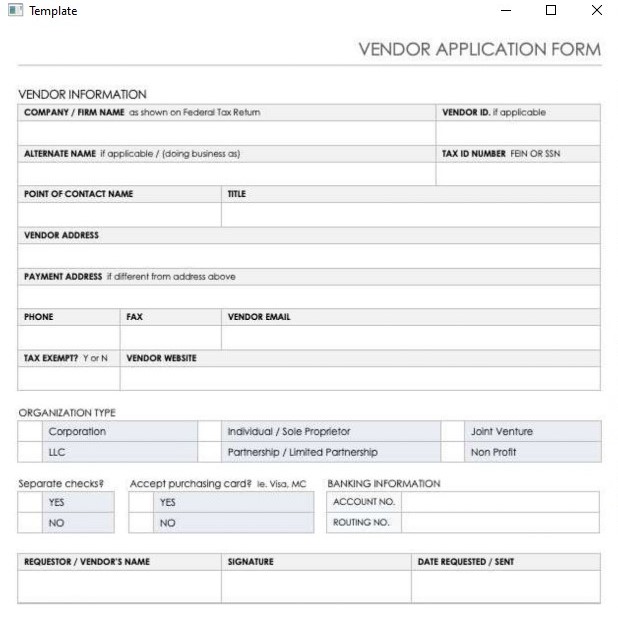 Template
VENDOR APPLICATION FORM
VENDOR INFORMATION
COMPANY / FIRM NAME as shown on Federal Tax Return VENDOR ID. if applicable
ALTERNATE NAME if applicable / (doing business as) TAX ID NUMBER FEIN OR SSN
POINT OF CONTACT NAME TITLE
VENDOR ADDRESS
PAYMENT ADDRESS if different from address above
PHONE FAX VENDOR EMAIL
TAX EXEMPT? Y or N VENDOR WEBSITE
ORGANIZATION TYPE
Corporation Individual / Sole Proprietor Joint Venture
LLC Partnership / Limited Partnership Non Profit
Separate checks? Accept purchasing card? ie. Visa, MC BANKING INFORMATION
YES YES ACCOUNT NO.
NO NO ROUTING NO.
REQUESTOR / VENDOR'S NAME SIGNATURE DATE REQUESTED / SENT